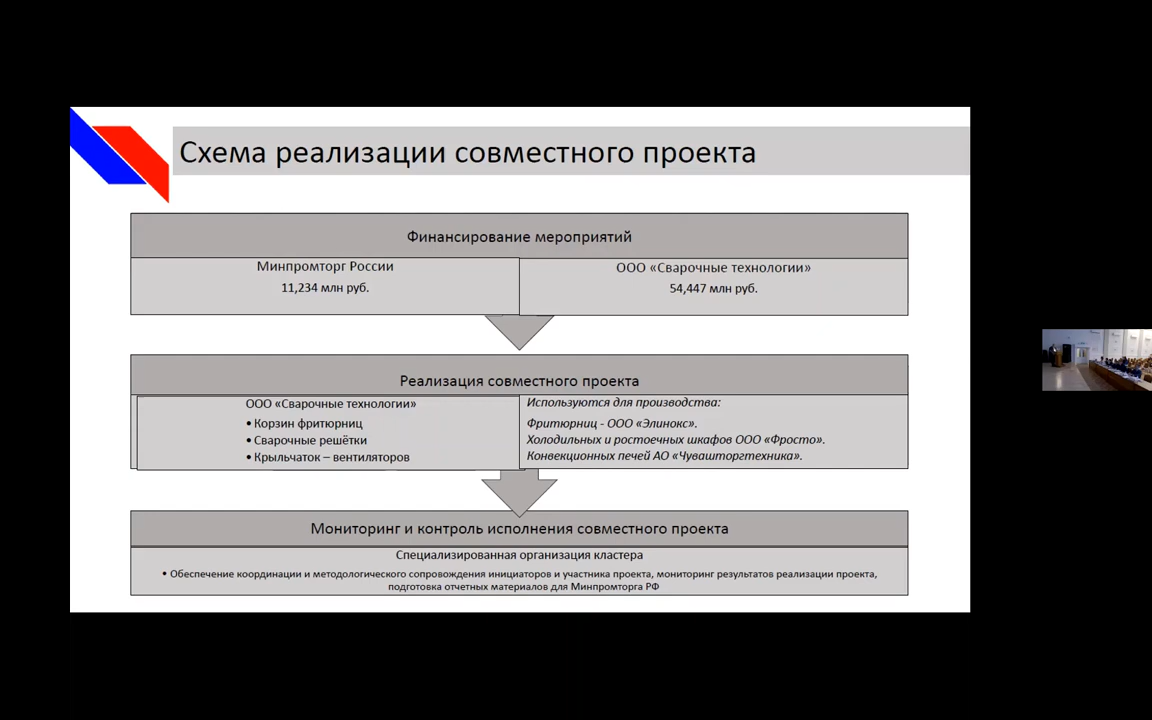 Схема реализации совместного проекта
Финансирование мероприятий
Минпромторг России
11,234 млн руб.
ООО «Сварочные технологии»
54,447 млн руб.
Реализация совместного проекта
ООО «Сварочные технологии»
• Корзин фритюрниц
• Сварочные решётки
• Крыльчаток – вентиляторов
Используются для производства:
Фритюрниц - ООО «Элинокс».
Холодильных и ростоечных шкафов ООО «Фросто».
Конвекционных печей АО «Чувашторгтехника».
Мониторинг и контроль исполнения совместного проекта
Специализированная организация кластера
• Обеспечение координации и методологического сопровождения инициаторов и участника проекта, мониторинг результатов реализации проекта,
подготовка отчетных материалов для Минпромторга РФ